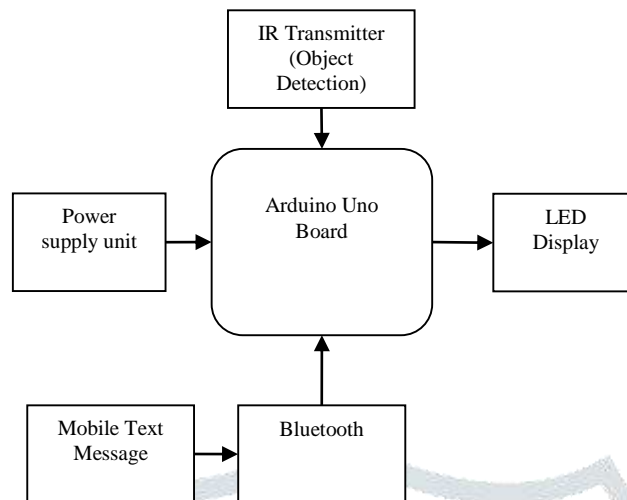 IR Transmitter
(Object
Detection)
Power
supply unit
Arduino Uno
Board
LED
Display
Mobile Text
Message
Bluetooth